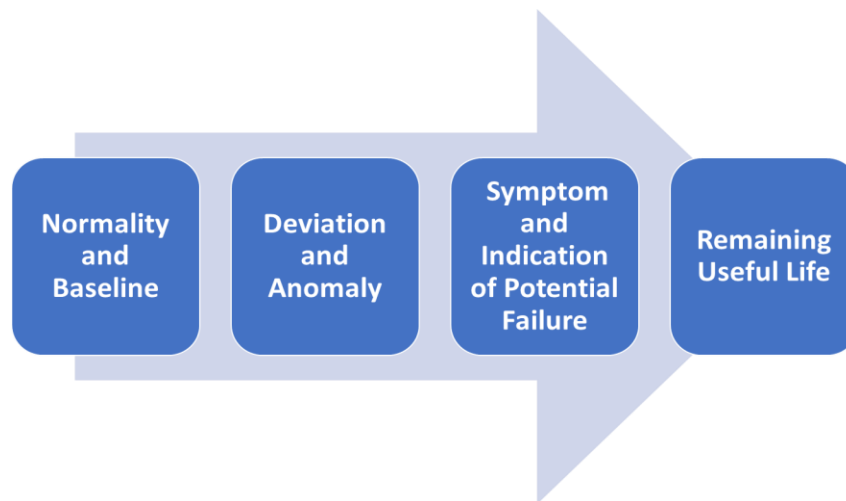 Normality
and
Baseline
Deviation
and
Anomaly
Symptom
and
Indication
of Potential
Failure
Remaining
Useful Life